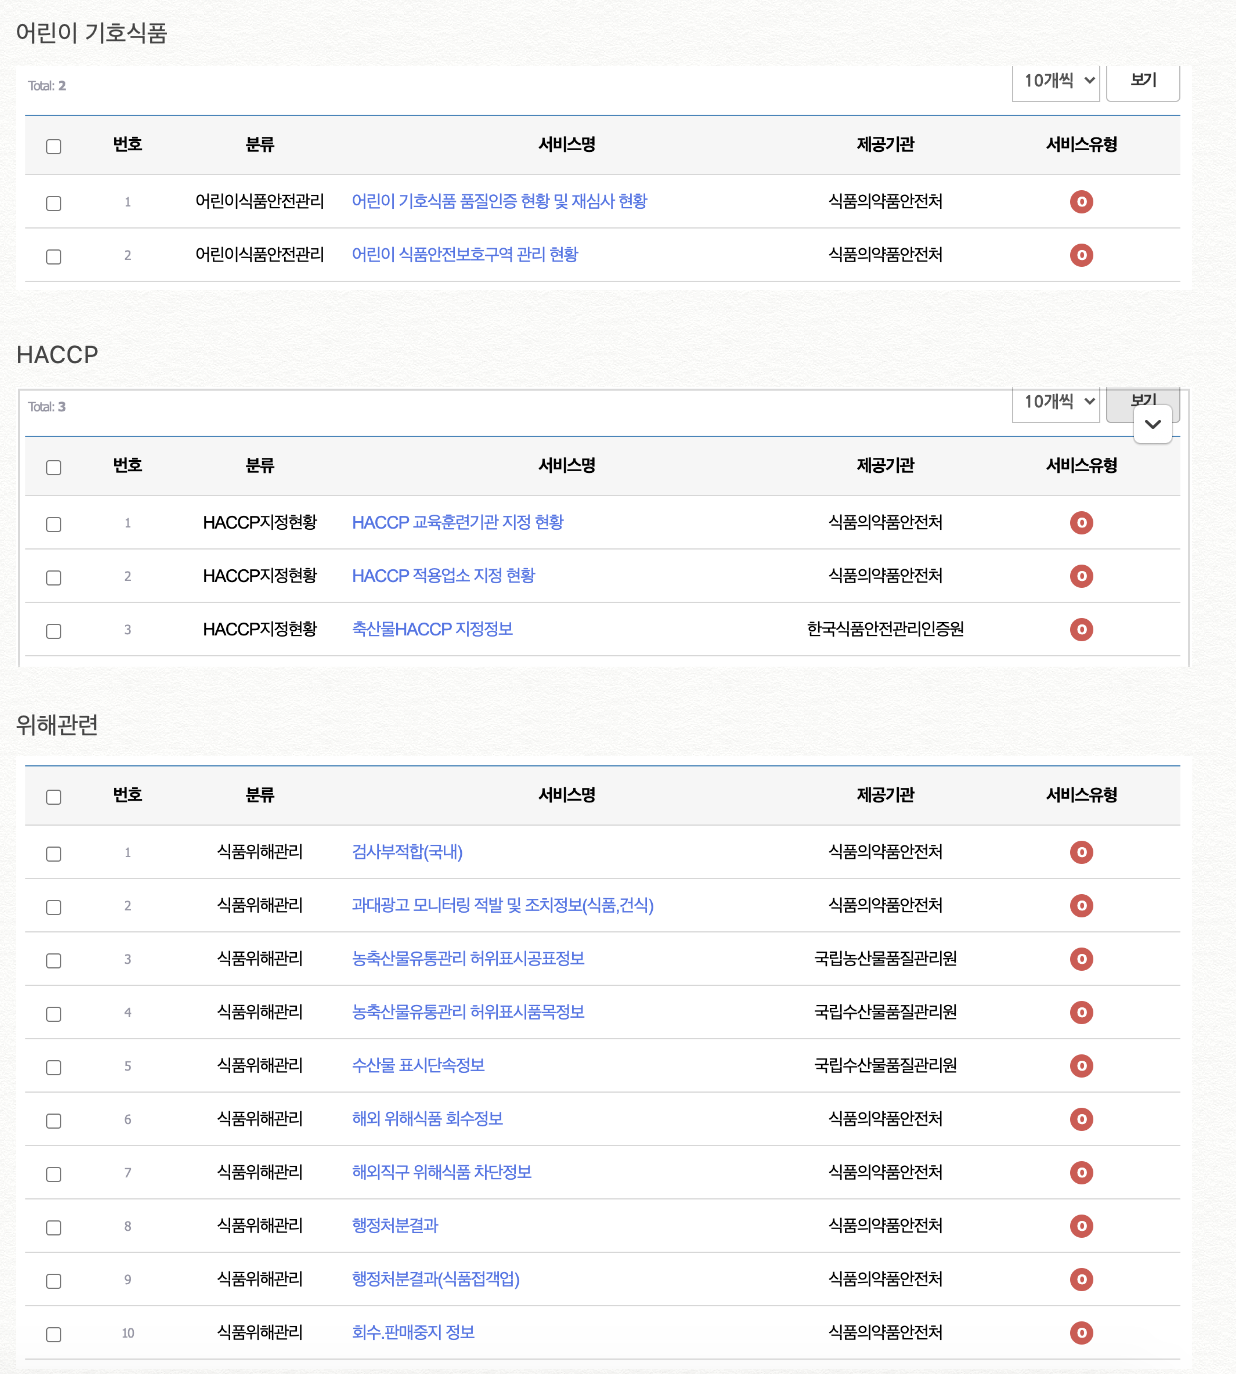 어린이 기호식품
Total: 2 10개씩 보기
번호 분류 서비스명 제공기관 서비스유형
1 어린이식품안전관리 어린이 기호식품 품질인증 현황 및 재심사 현황 식품의약품안전처 O
2 어린이식품안전관리 어린이 식품안전보호구역 관리 현황 식품의약품안전처 O
HACCP
Total: 3 10개씩 보기
번호 분류 서비스명 제공기관 서비스유형
1 HACCP지정현황 HACCP 교육훈련기관 지정 현황 식품의약품안전처 O
2 HACCP지정현황 HACCP 적용업소 지정 현황 식품의약품안전처 O
3 HACCP지정현황 축산물HACCP 지정정보 한국식품안전관리인증원 O
위해관련
번호 분류 서비스명 제공기관 서비스유형
1 식품위해관리 검사부적합(국내) 식품의약품안전처 O
2 식품위해관리 과대광고 모니터링 적발 및 조치정보(식품,건식) 식품의약품안전처 O
3 식품위해관리 농축산물유통관리 허위표시공표정보 국립농산물품질관리원 O
4 식품위해관리 농축산물유통관리 허위표시품목정보 국립수산물품질관리원 O
5 식품위해관리 수산물 표시단속정보 국립수산물품질관리원 O
6 식품위해관리 해외 위해식품 회수정보 식품의약품안전처 O
7 식품위해관리 해외직구 위해식품 차단정보 식품의약품안전처 O
8 식품위해관리 행정처분결과 식품의약품안전처 O
9 식품위해관리 행정처분결과(식품접객업) 식품의약품안전처 O
10 식품위해관리 회수.판매중지 정보 식품의약품안전처 O